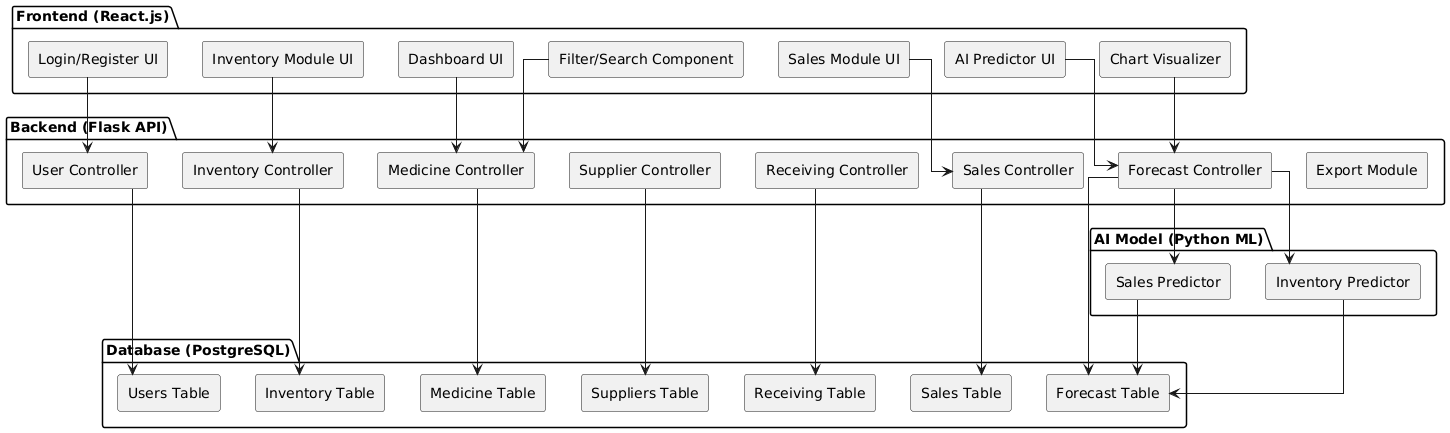 Frontend (React.js)
Login/Register UI
Inventory Module UI
Dashboard UI
Filter/Search Component
Sales Module UI
AI Predictor UI
Chart Visualizer
Backend (Flask API)
User Controller
Inventory Controller
Medicine Controller
Supplier Controller
Receiving Controller
Sales Controller
Forecast Controller
Export Module
AI Model (Python ML)
Sales Predictor
Inventory Predictor
Database (PostgreSQL)
Users Table
Inventory Table
Medicine Table
Suppliers Table
Receiving Table
Sales Table
Forecast Table